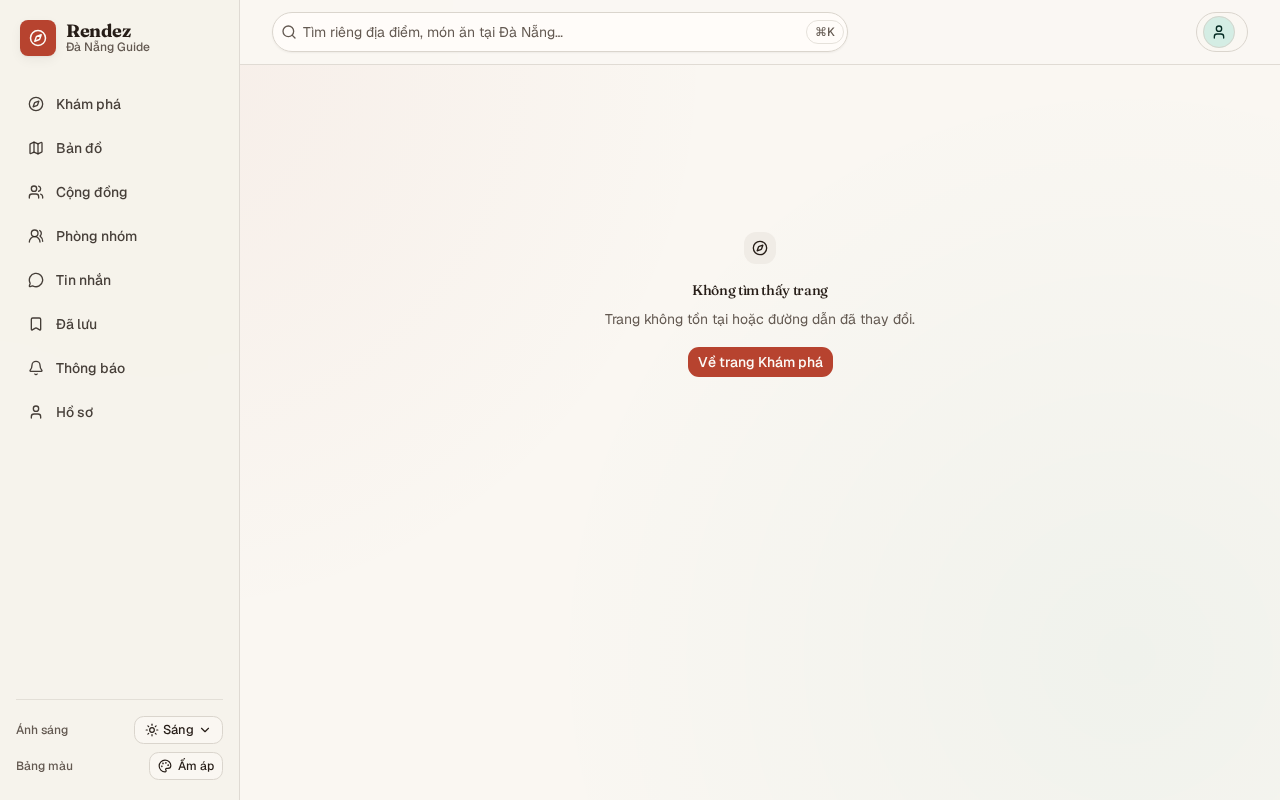 Rendez
Đà Nẵng Guide
Khám phá
Bản đồ
Cộng đồng
Phòng nhóm
Tin nhắn
Đã lưu
Thông báo
Hồ sơ
Ánh sáng
Sáng
Bảng màu
Ấm áp
Tìm riêng địa điểm, món ăn tại Đà Nẵng...
⌘K
Không tìm thấy trang
Trang không tồn tại hoặc đường dẫn đã thay đổi.
Về trang Khám phá